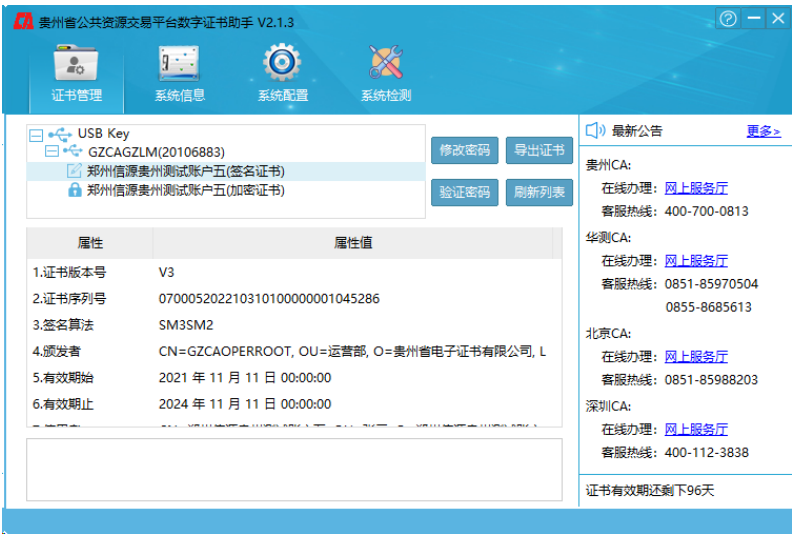 贵州省公共资源交易平台数字证书助手 V2.1.3
证书管理 系统信息 系统配置 系统检测
USB Key
GZCAGZLM(20106883)
郑州信源贵州测试账户五(签名证书)
郑州信源贵州测试账户五(加密证书)
修改密码 导出证书
验证密码 刷新列表
属性 属性值
1.证书版本号 V3
2.证书序列号 070005202210310100000001045286
3.签名算法 SM3SM2
4.颁发者 CN=GZCAOPERROOT, OU=运营部, O=贵州省电子证书有限公司, L
5.有效期始 2021 年 11 月 11 日 00:00:00
6.有效期止 2024 年 11 月 11 日 00:00:00
最新公告 更多>
贵州CA:
在线办理： 网上服务厅
客服热线： 400-700-0813
华测CA:
在线办理： 网上服务厅
客服热线： 0851-85970504
0855-8685613
北京CA:
在线办理： 网上服务厅
客服热线： 0851-85988203
深圳CA:
在线办理： 网上服务厅
客服热线： 400-112-3838
证书有效期还剩下96天